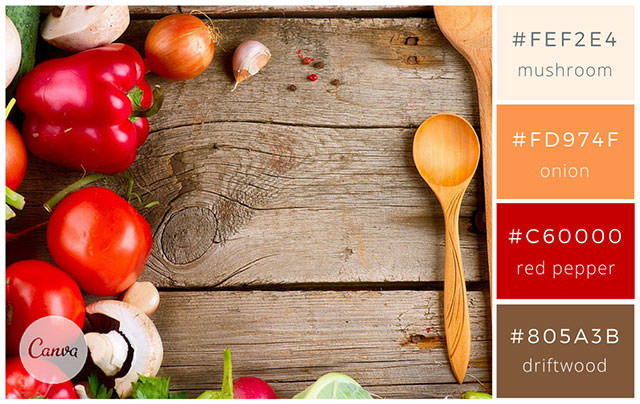 #FEF2E4
mushroom
#FD974F
onion
#C60000
red pepper
#805A3B
driftwood
Canva